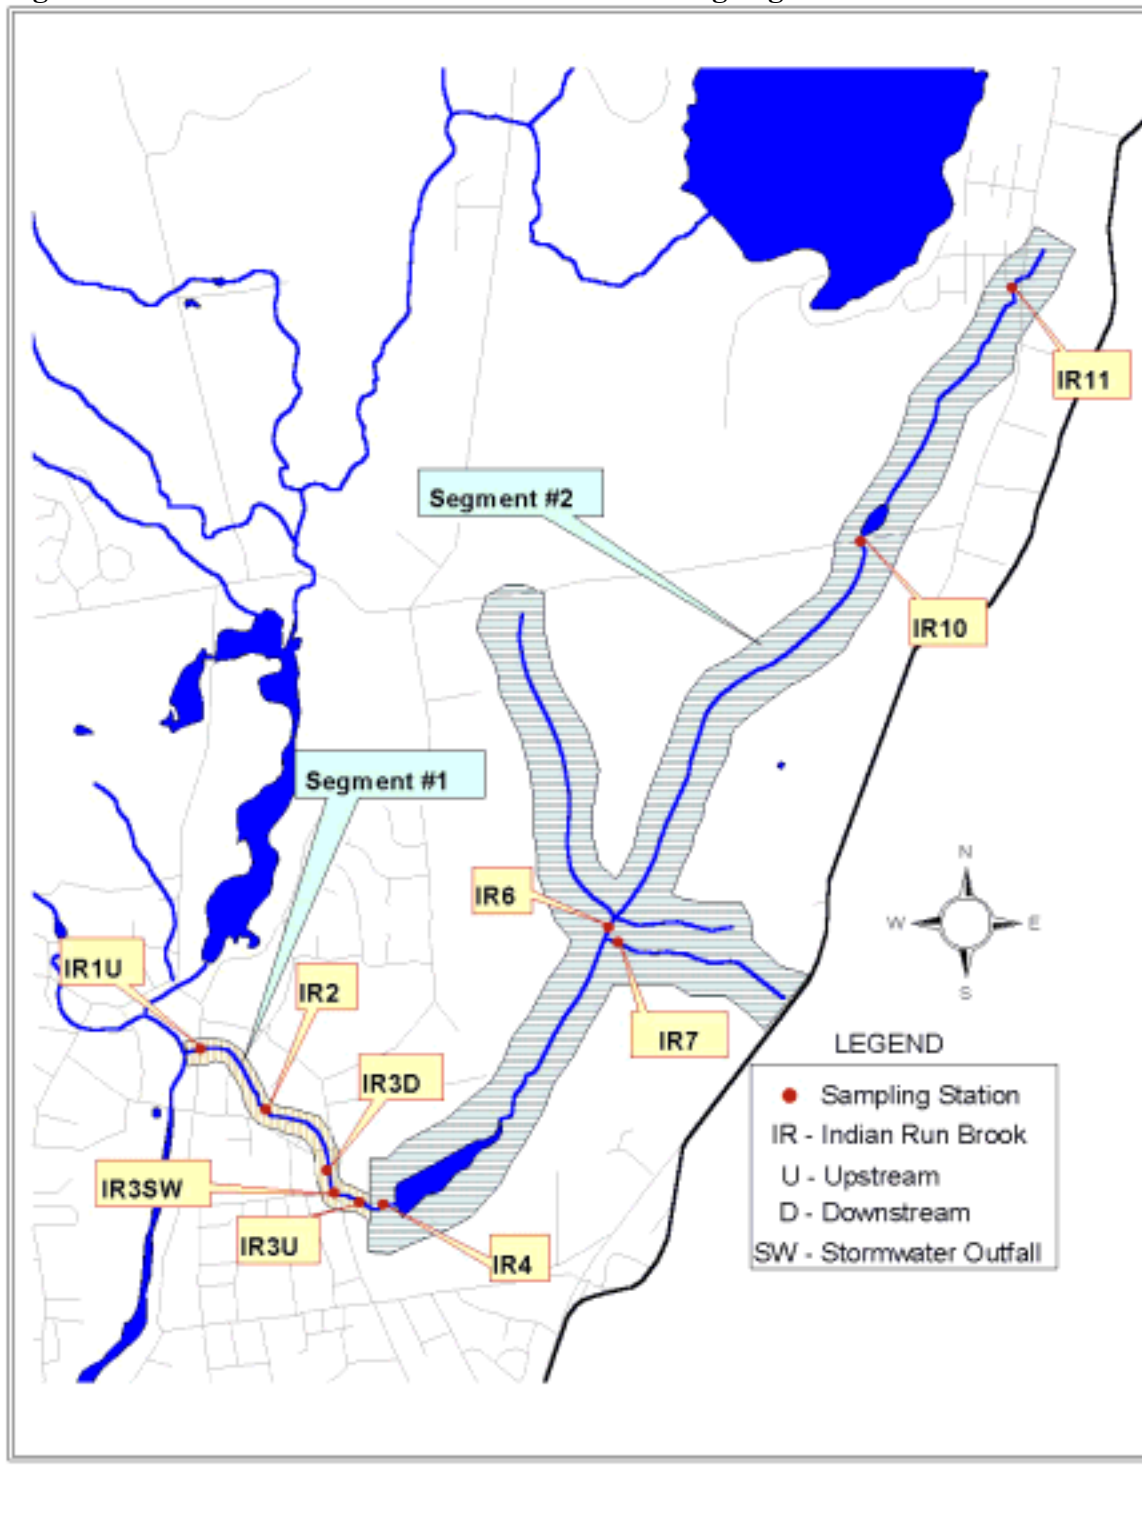 IR11
Segment #2
IR10
Segment #1
N
IR6
W
E
IR1U
IR2
S
IR7
LEGEND
IR3D
Sampling Station
IR - Indian Run Brook
IR3SW
U - Upstream
D - Downstream
IR3U
SW - Stormwater Outfall
IR4